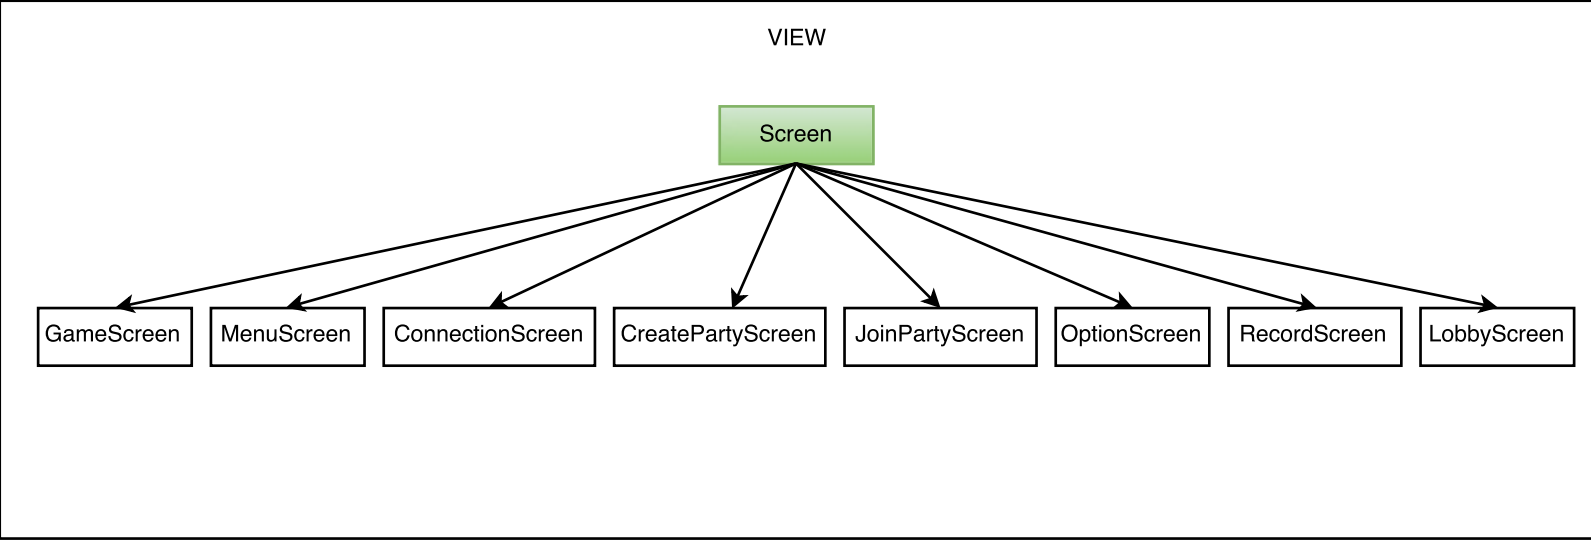 VIEW
Screen
GameScreen
MenuScreen
ConnectionScreen
CreatePartyScreen
JoinPartyScreen
OptionScreen
RecordScreen
LobbyScreen